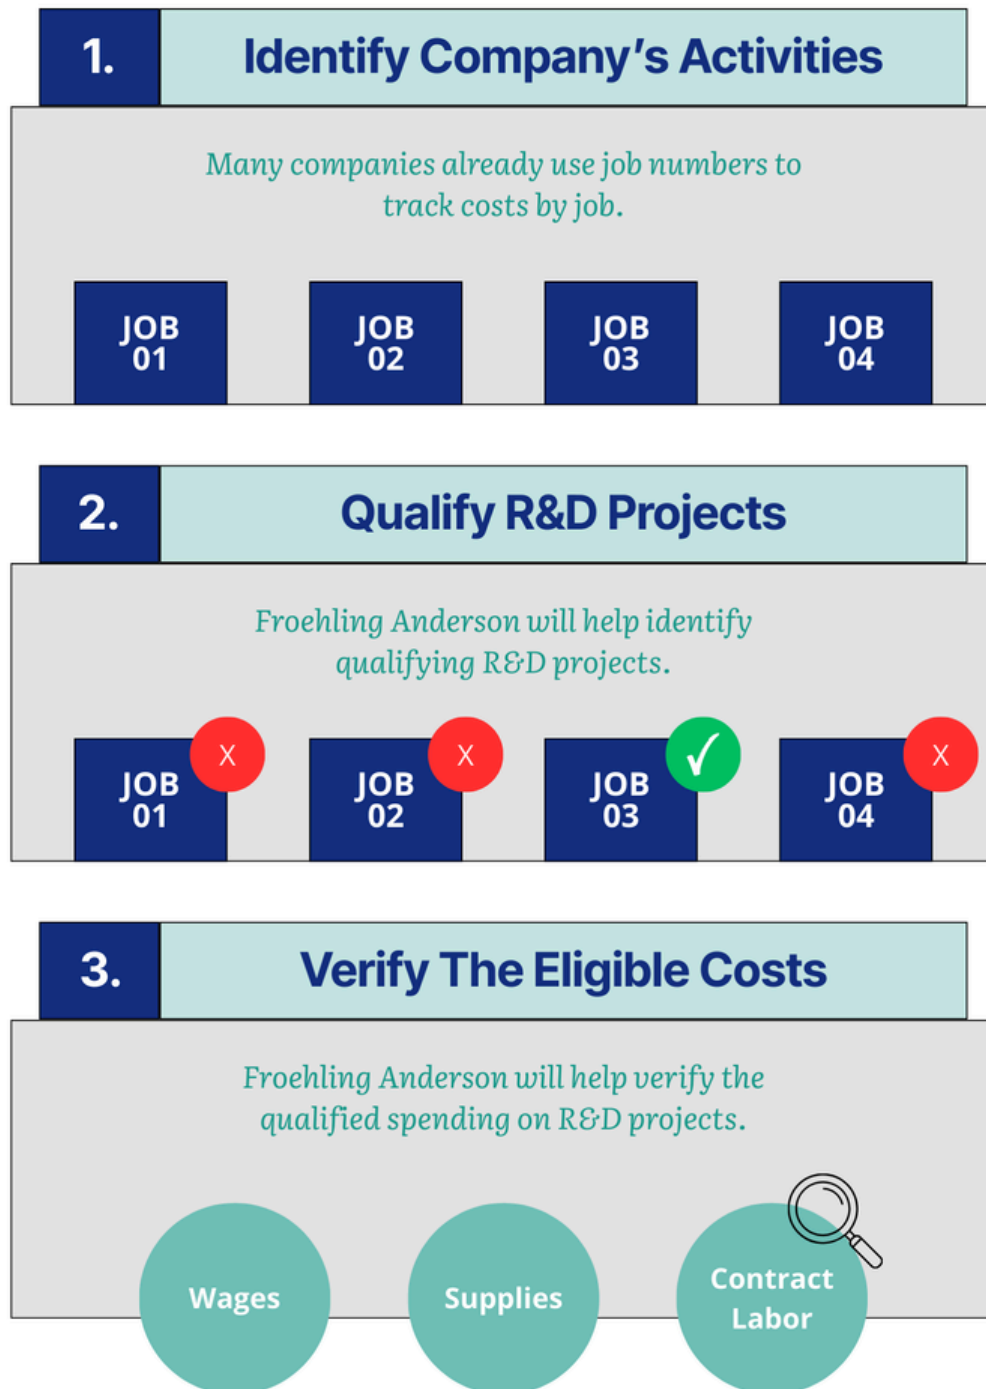 1.
Identify Company’s Activities
Many companies already use job numbers to
track costs by job.
JOB
01
JOB
02
JOB
03
JOB
04
2.
Qualify R&D Projects
Froehling Anderson will help identify
qualifying R&D projects.
X
X
✓
X
JOB
01
JOB
02
JOB
03
JOB
04
3.
Verify The Eligible Costs
Froehling Anderson will help verify the
qualified spending on R&D projects.
Wages
Supplies
Contract
Labor